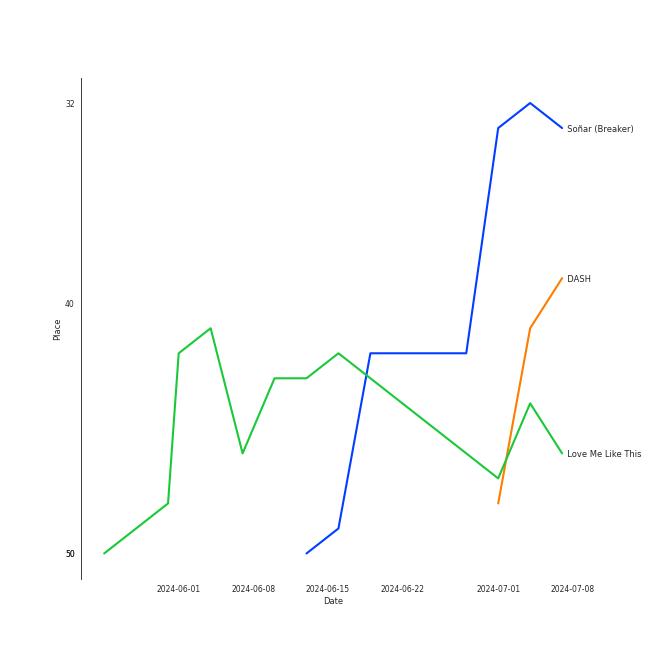 32
Soñar (Breaker)
DASH
40
Place
Love Me Like This
50
2024-06-01
2024-06-08
2024-06-15
2024-06-22
2024-07-01
2024-07-08
Date